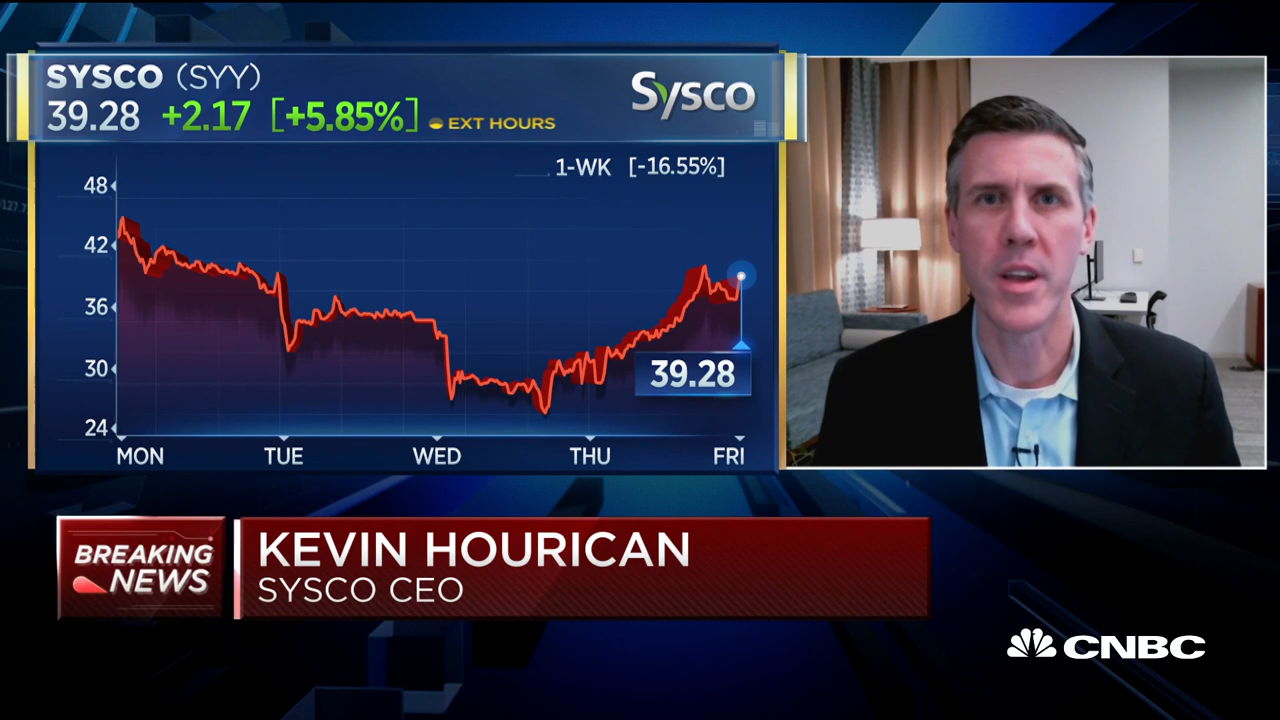 SYSCO (SYY)
39.28 +2.17 [+5.85%] EXT HOURS
Sysco
1-WK [-16.55%]
48
42
36
30
24
39.28
MON TUE WED THU FRI
BREAKING
NEWS
KEVIN HOURICAN
SYSCO CEO
CNBC